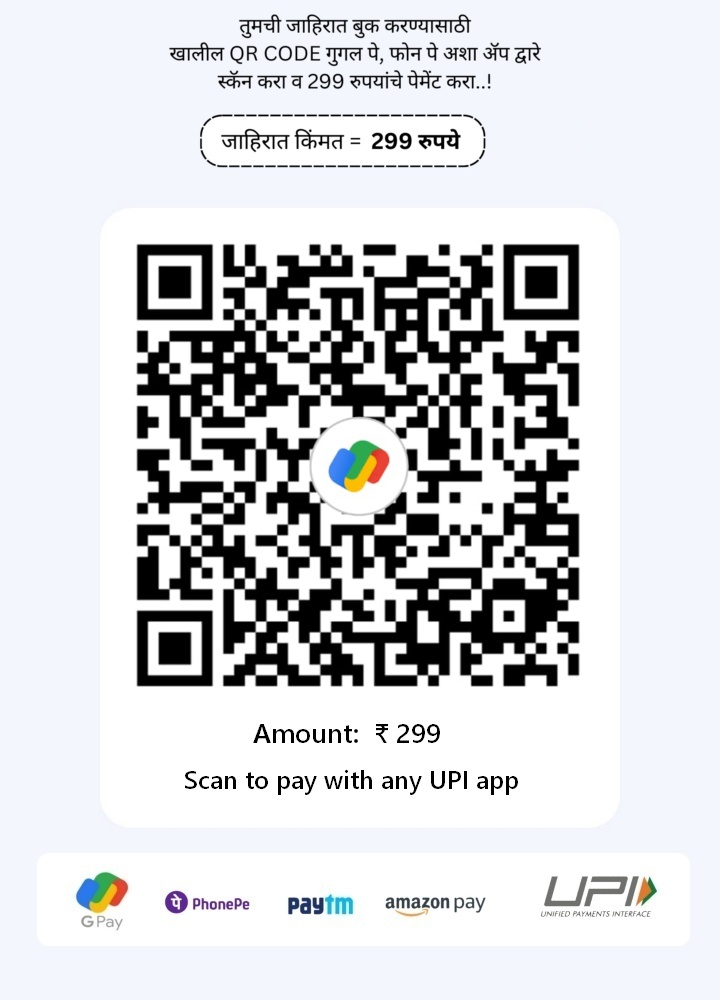 तुमची जाहिरात बुक करण्यासाठी
खालील QR CODE गुगल पे, फोन पे अशा ॲप द्वारे
स्कॅन करा व 299 रुपयांचे पेमेंट करा..!
जाहिरात किंमत = 299 रुपये
Amount: ₹ 299
Scan to pay with any UPI app
G Pay
पे PhonePe
paytm
amazon pay
UPI
UNIFIED PAYMENTS INTERFACE